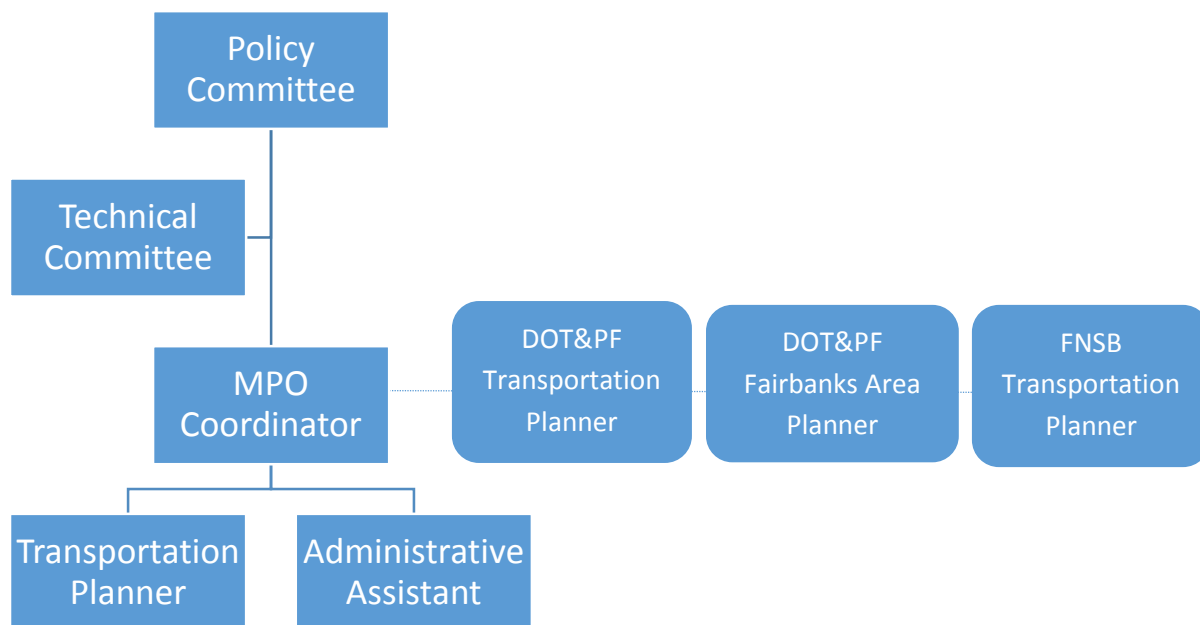 Policy
Committee
Technical
Committee
MPO
Coordinator
DOT&PF
Transportation
Planner
DOT&PF
Fairbanks Area
Planner
FNSB
Transportation
Planner
Transportation
Planner
Administrative
Assistant